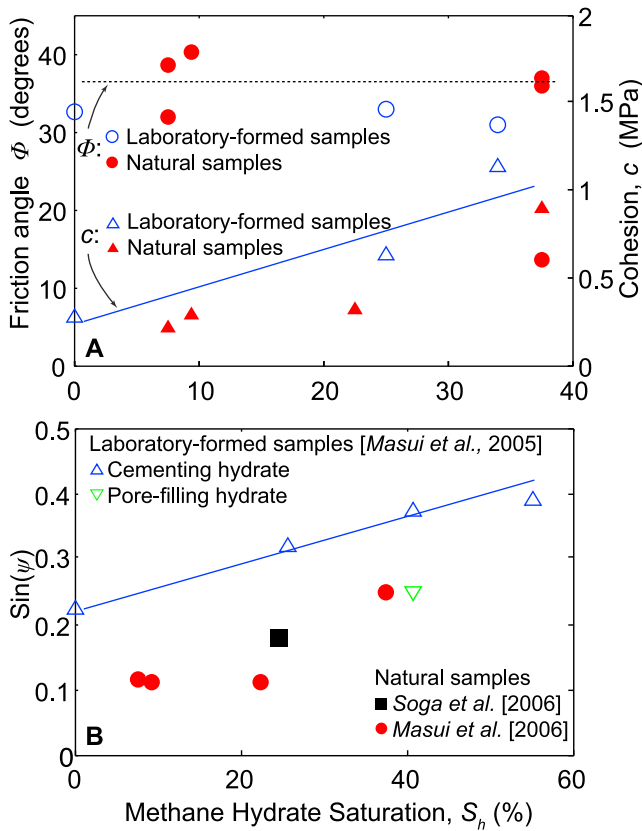 A
Friction angle Φ (degrees)
40
30
20
10
0
Cohesion, c (MPa)
2
1.5
1
0.5
0
Φ:
Laboratory-formed samples
Natural samples
c:
Laboratory-formed samples
Natural samples
0
10
20
30
40
B
Sin(ψ)
0.5
0.4
0.3
0.2
0.1
0
Laboratory-formed samples [Masui et al., 2005]
Cementing hydrate
Pore-filling hydrate
Natural samples
Soga et al. [2006]
Masui et al. [2006]
0
20
40
60
Methane Hydrate Saturation, Sₕ (%)